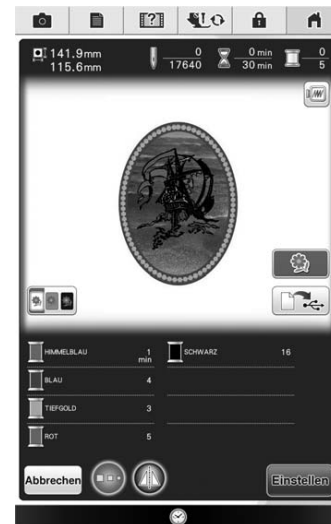 141.9mm
115.6mm
0
17640
0 min
30 min
0
5
HIMMELBLAU 1 min
BLAU 4
TIEFGOLD 3
ROT 5
SCHWARZ 16
Abbrechen
Einstellen